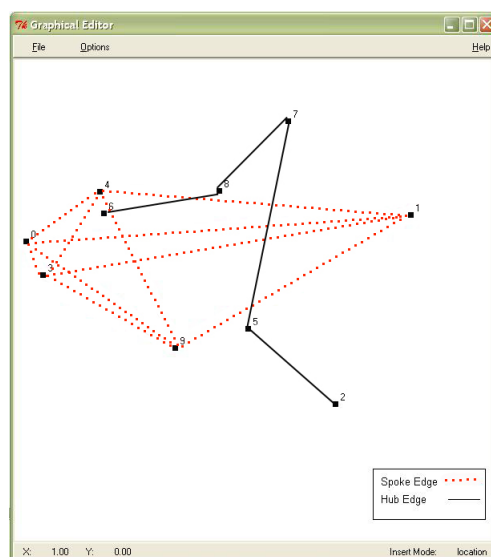 Graphical Editor
File Options Help
7
4
8
6
1
0
3
5
9
2
Spoke Edge
Hub Edge
X: 1.00 Y: 0.00 Insert Mode: location